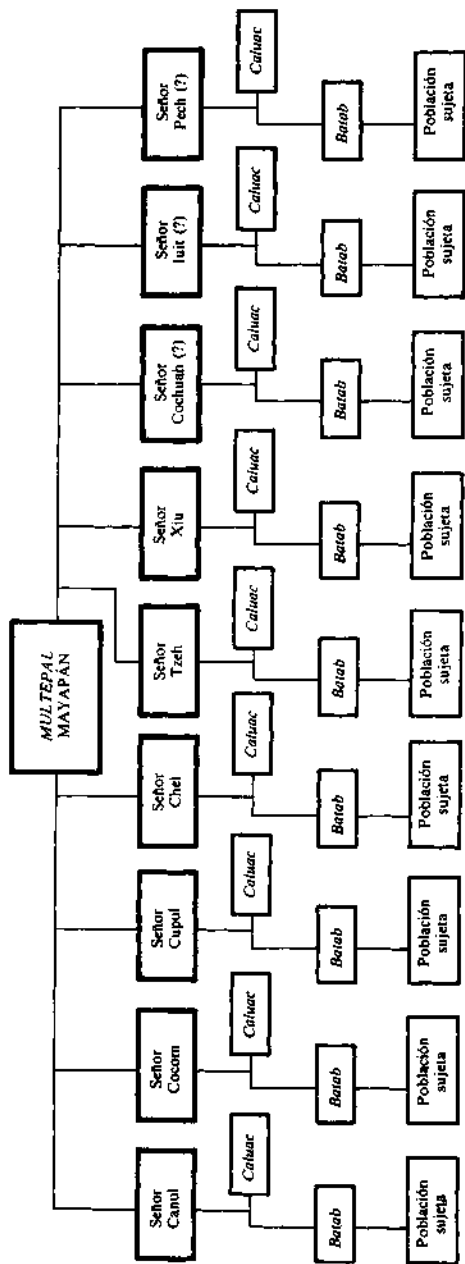 MULTEPAL
MAYAPÁN
Señor
Canul
Señor
Cocom
Señor
Cupul
Señor
Chel
Señor
Tzeh
Señor
Xiu
Señor
Cochuah (?)
Señor
Iuit (?)
Señor
Pech (?)
Caluac
Caluac
Caluac
Caluac
Caluac
Caluac
Caluac
Caluac
Caluac
Batab
Batab
Batab
Batab
Batab
Batab
Batab
Batab
Batab
Población
sujeta
Población
sujeta
Población
sujeta
Población
sujeta
Población
sujeta
Población
sujeta
Población
sujeta
Población
sujeta
Población
sujeta